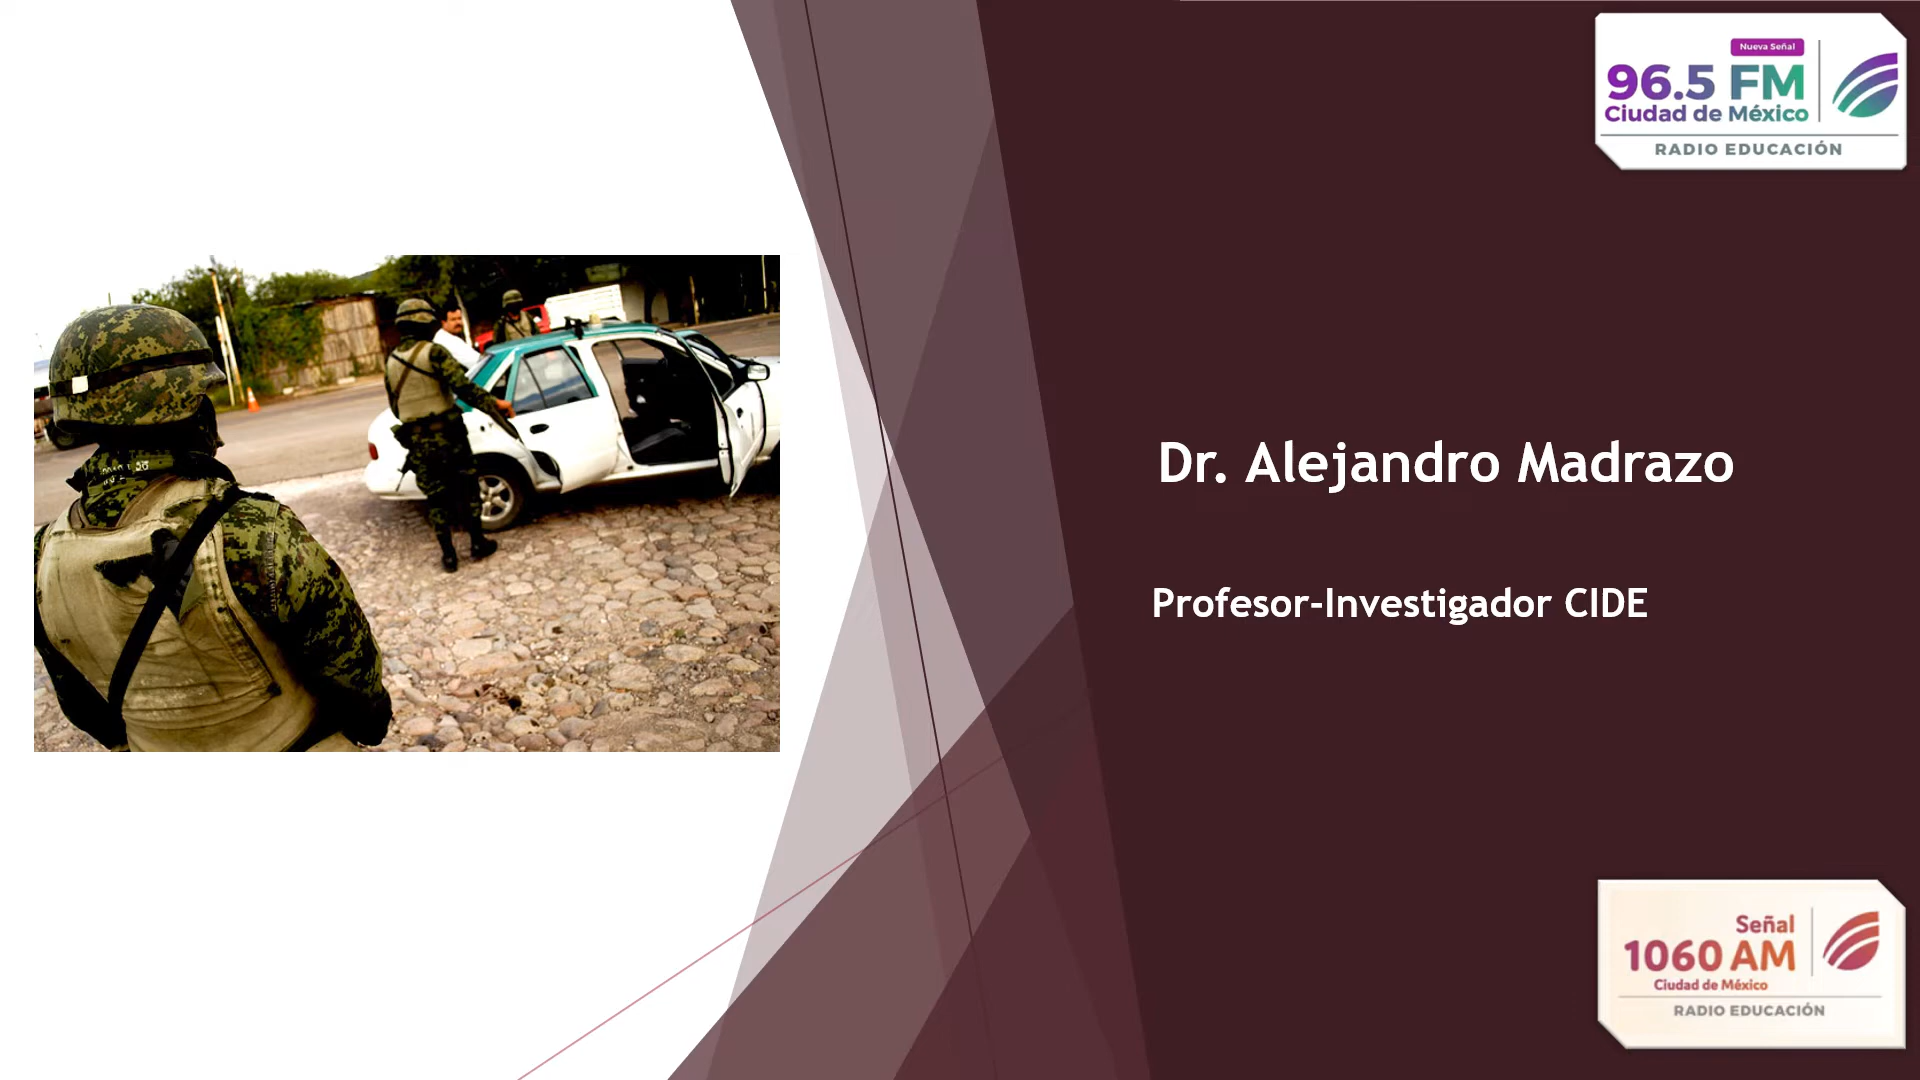 Nueva Señal
96.5 FM
Ciudad de México
RADIO EDUCACIÓN
Dr. Alejandro Madrazo
Profesor-Investigador CIDE
Señal
1060 AM
Ciudad de México
RADIO EDUCACIÓN